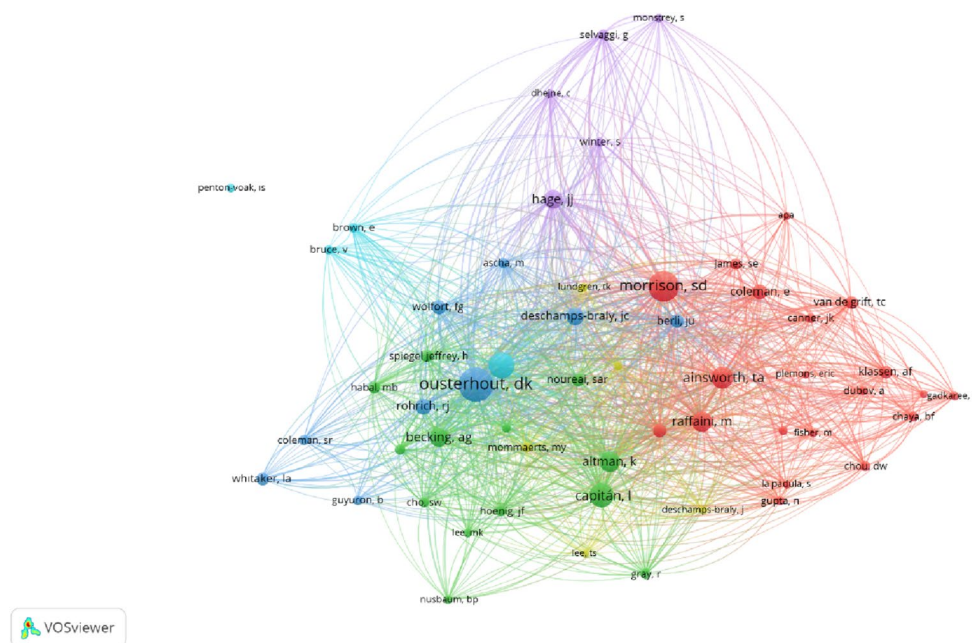 monstrey, s
selvaggi, g
dhejne, c
winter, s
penton-voak, is
hage, jj
apa
brown, e
bruce, v
ascha, m
james, se
lundgren, tk
morrison, sd
coleman, e
van de grift, tc
wolfort, fg
deschamps-braly, jc
berli, ju
canner, jk
spiegel jeffrey, h
ousterhout, dk
noureai, sar
ainsworth, ta
plemons, eric
klassen, af
habal, mb
dubov, a
gadkaree,
rohrich, rj
chaya, bf
raffaini, m
fisher, m
coleman, sr
becking, ag
mommaerts, my
altman, k
choui, dw
whitaker, la
la padula, s
guyuron, b
cho, sw
capitán, l
gupta, n
hoenig, jf
deschamps-braly, j
lee, mk
lee, ts
gray, r
nusbaum, bp
VOSviewer